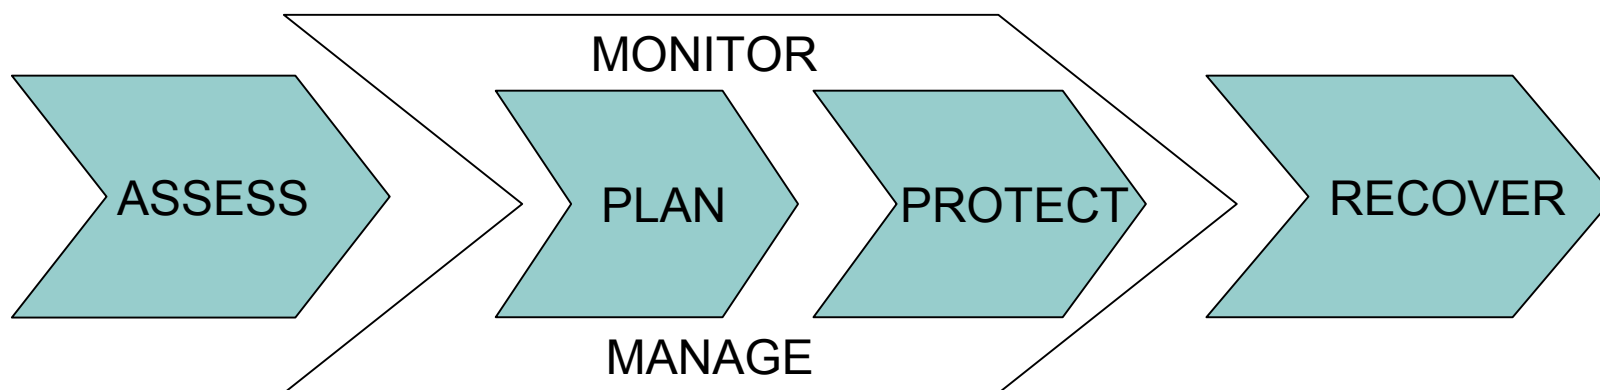 MONITOR
ASSESS
PLAN
PROTECT
RECOVER
MANAGE